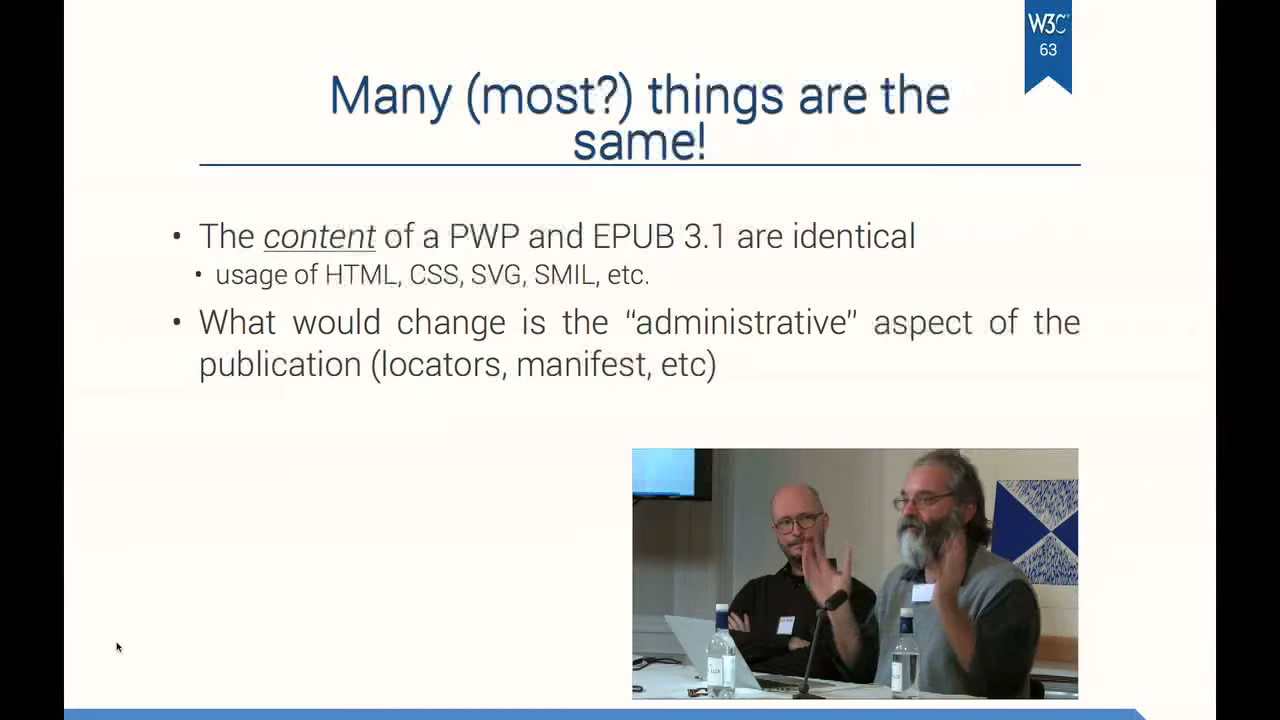 W3C
63
Many (most?) things are the
same!
• The content of a PWP and EPUB 3.1 are identical
• usage of HTML, CSS, SVG, SMIL, etc.
• What would change is the “administrative” aspect of the
publication (locators, manifest, etc)